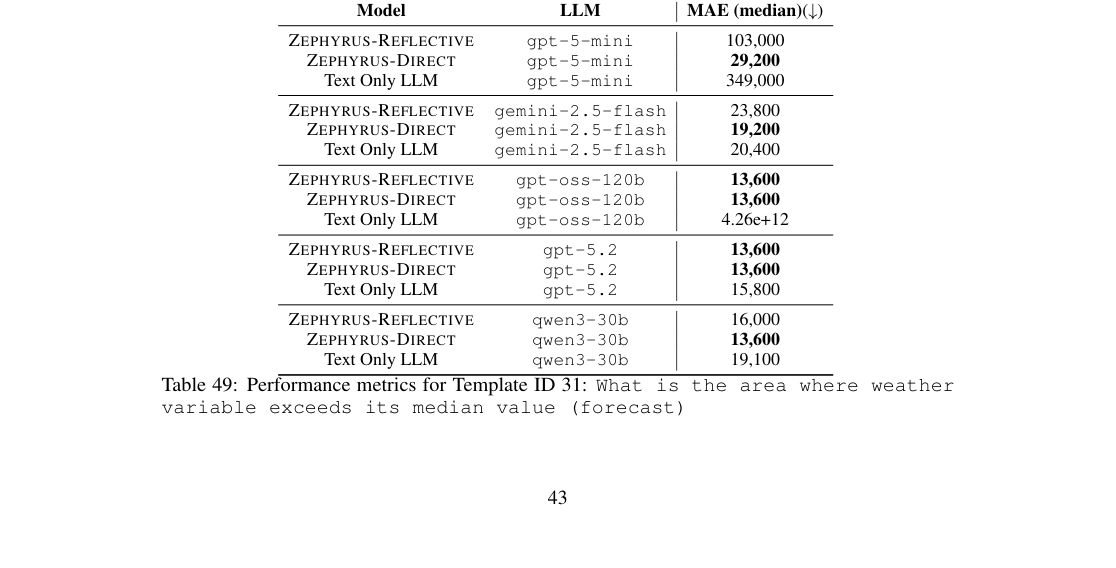 Model LLM MAE (median)(↓)
ZEPHYRUS-REFLECTIVE gpt-5-mini 103,000
ZEPHYRUS-DIRECT gpt-5-mini 29,200
Text Only LLM gpt-5-mini 349,000
ZEPHYRUS-REFLECTIVE gemini-2.5-flash 23,800
ZEPHYRUS-DIRECT gemini-2.5-flash 19,200
Text Only LLM gemini-2.5-flash 20,400
ZEPHYRUS-REFLECTIVE gpt-oss-120b 13,600
ZEPHYRUS-DIRECT gpt-oss-120b 13,600
Text Only LLM gpt-oss-120b 4.26e+12
ZEPHYRUS-REFLECTIVE gpt-5.2 13,600
ZEPHYRUS-DIRECT gpt-5.2 13,600
Text Only LLM gpt-5.2 15,800
ZEPHYRUS-REFLECTIVE qwen3-30b 16,000
ZEPHYRUS-DIRECT qwen3-30b 13,600
Text Only LLM qwen3-30b 19,100
Table 49: Performance metrics for Template ID 31: What is the area where weather
variable exceeds its median value (forecast)
43